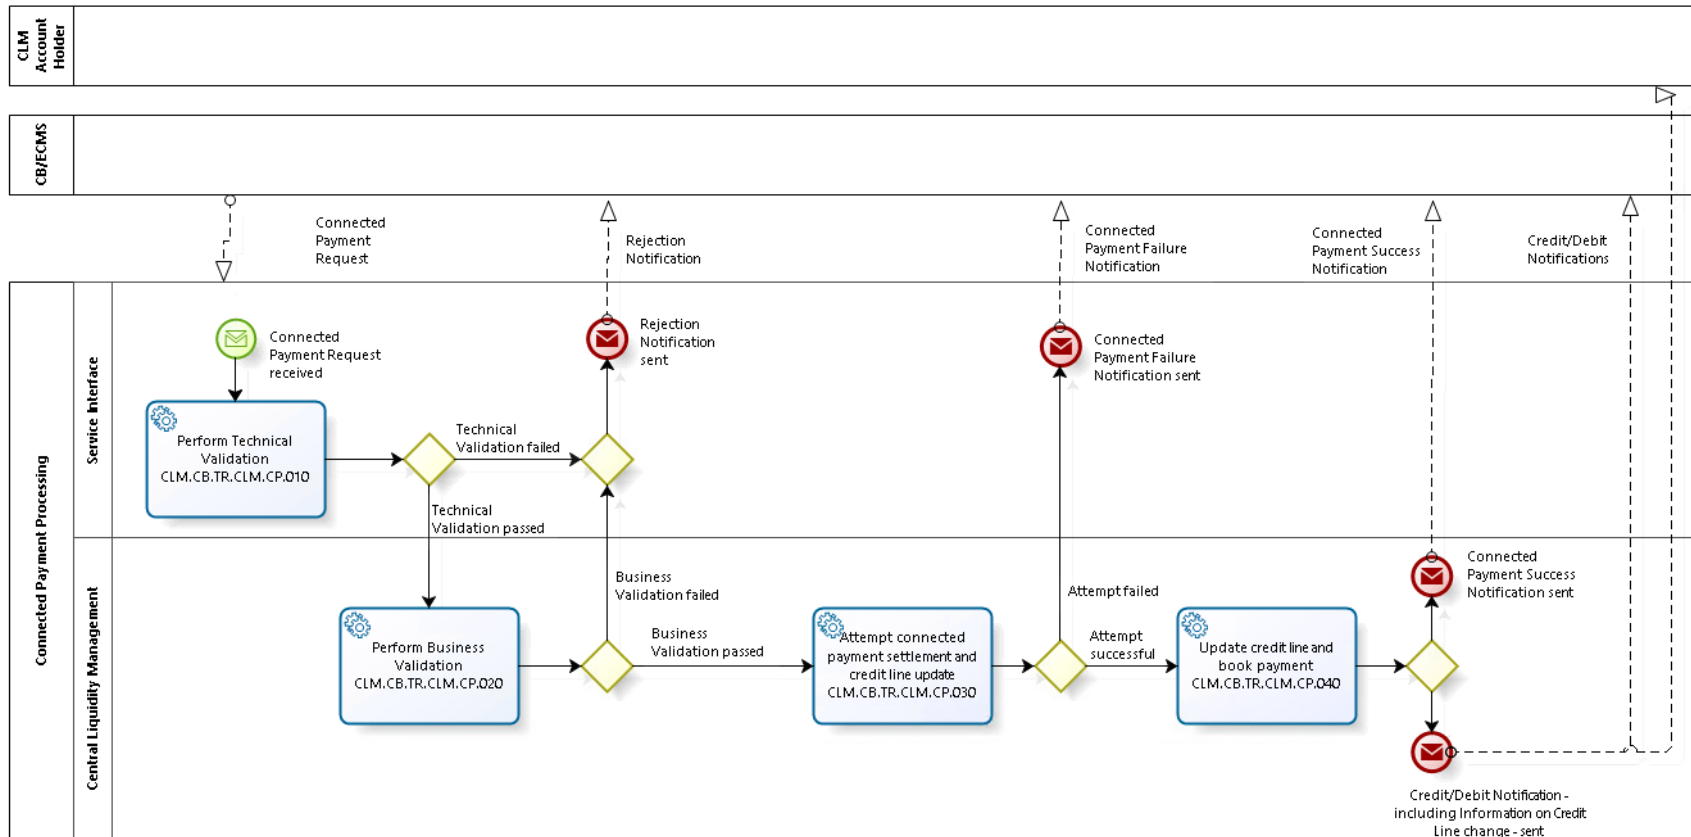 CLM
Account
Holder
CB/ECMS
Connected
Payment
Request
Rejection
Notification
Connected
Payment Failure
Notification
Connected
Payment Success
Notification
Credit/Debit
Notifications
Connected Payment Processing
Service Interface
Connected
Payment Request
received
Rejection
Notification
sent
Connected
Payment Failure
Notification sent
Perform Technical
Validation
CLM.CB.TR.CLM.CP.010
Technical
Validation failed
Technical
Validation passed
Central Liquidity Management
Business
Validation failed
Connected
Payment Success
Notification sent
Perform Business
Validation
CLM.CB.TR.CLM.CP.020
Business
Validation passed
Attempt connected
payment settlement and
credit line update
CLM.CB.TR.CLM.CP.030
Attempt failed
Attempt
successful
Update credit line and
book payment
CLM.CB.TR.CLM.CP.040
Credit/Debit Notification -
including Information on Credit
Line change - sent